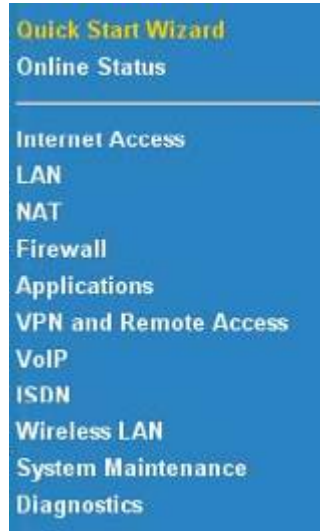 Quick Start Wizard
Online Status
Internet Access
LAN
NAT
Firewall
Applications
VPN and Remote Access
VoIP
ISDN
Wireless LAN
System Maintenance
Diagnostics